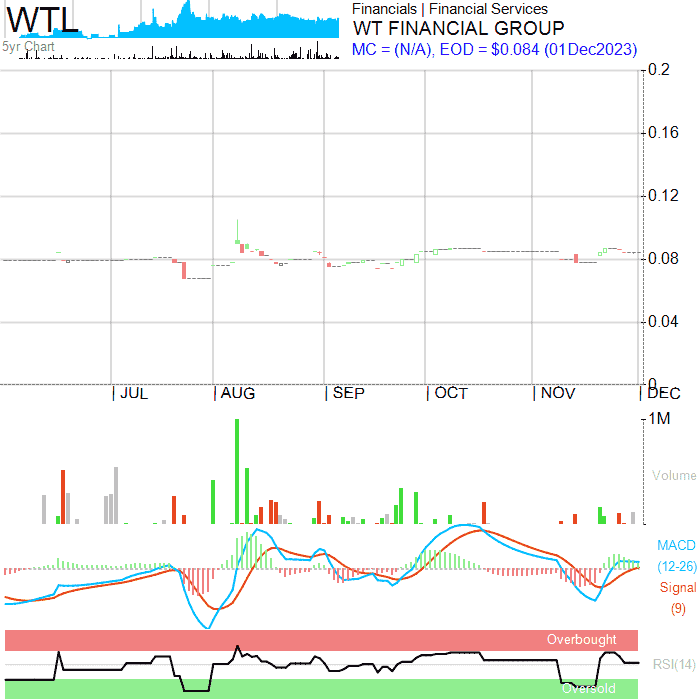 WTL
5yr Chart
Financials | Financial Services
WT FINANCIAL GROUP
MC = (N/A), EOD = $0.084 (01Dec2023)
0.2
0.16
0.12
0.08
0.04
0
JUL AUG SEP OCT NOV DEC
1M
Volume
MACD
(12-26)
Signal
(9)
Overbought
RSI(14)
Oversold